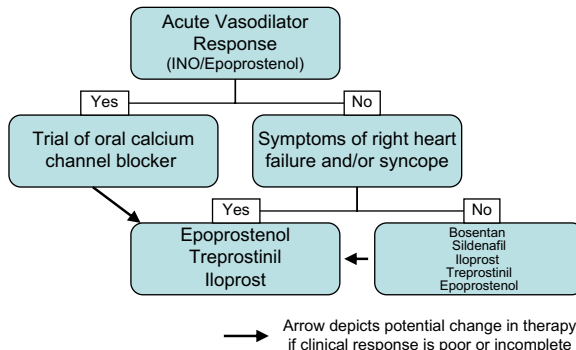 Acute Vasodilator
Response
(INO/Epoprostenol)
Yes
No
Trial of oral calcium
channel blocker
Symptoms of right heart
failure and/or syncope
Yes
No
Epoprostenol
Treprostinil
Iloprost
Bosentan
Sildenafil
Iloprost
Treprostinil
Epoprostenol
Arrow depicts potential change in therapy
if clinical response is poor or incomplete